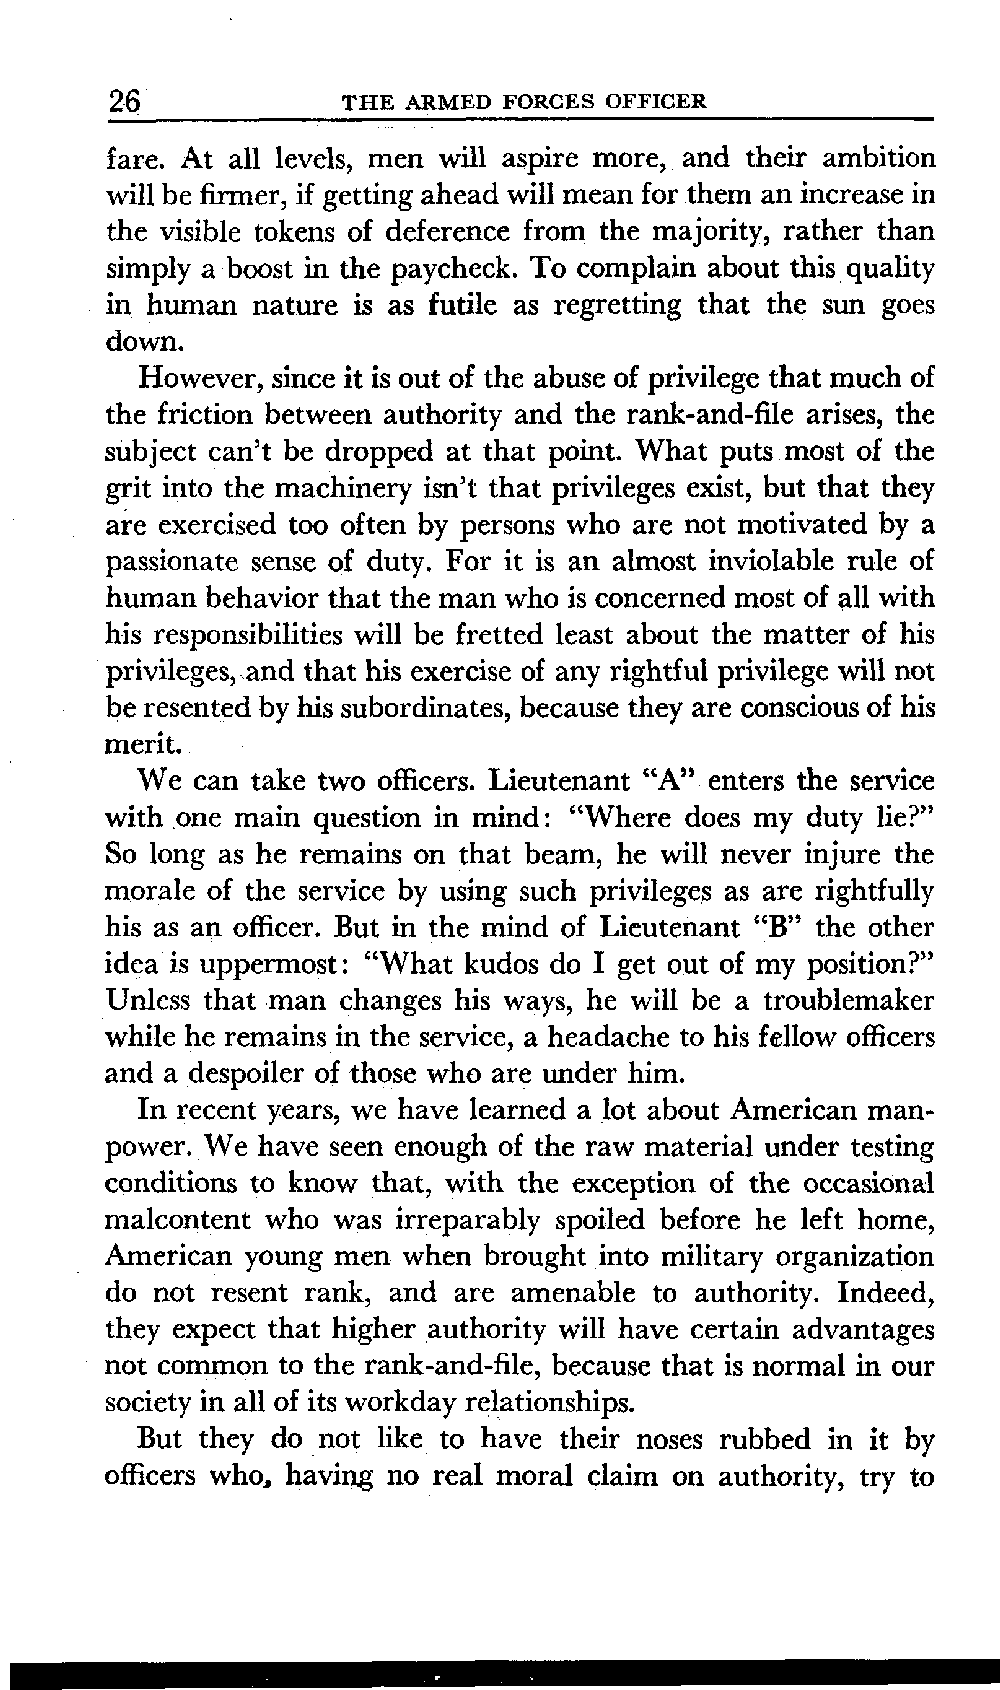 26 THE ARMED FORCES OFFICER
fare. At all levels, men will aspire more, and their ambition
will be firmer, if getting ahead will mean for them an increase in
the visible tokens of deference from the majority, rather than
simply a boost in the paycheck. To complain about this quality
in human nature is as futile as regretting that the sun goes
down.
However, since it is out of the abuse of privilege that much of
the friction between authority and the rank-and-file arises, the
subject can't be dropped at that point. What puts most of the
grit into the machinery isn't that privileges exist, but that they
are exercised too often by persons who are not motivated by a
passionate sense of duty. For it is an almost inviolable rule of
human behavior that the man who is concerned most of all with
his responsibilities will be fretted least about the matter of his
privileges, and that his exercise of any rightful privilege will not
be resented by his subordinates, because they are conscious of his
merit.
We can take two officers. Lieutenant “A” enters the service
with one main question in mind: “Where does my duty lie?”
So long as he remains on that beam, he will never injure the
morale of the service by using such privileges as are rightfully
his as an officer. But in the mind of Lieutenant “B” the other
idea is uppermost: “What kudos do I get out of my position?”
Unless that man changes his ways, he will be a troublemaker
while he remains in the service, a headache to his fellow officers
and a despoiler of those who are under him.
In recent years, we have learned a lot about American man-
power. We have seen enough of the raw material under testing
conditions to know that, with the exception of the occasional
malcontent who was irreparably spoiled before he left home,
American young men when brought into military organization
do not resent rank, and are amenable to authority. Indeed,
they expect that higher authority will have certain advantages
not common to the rank-and-file, because that is normal in our
society in all of its workday relationships.
But they do not like to have their noses rubbed in it by
officers who, having no real moral claim on authority, try to